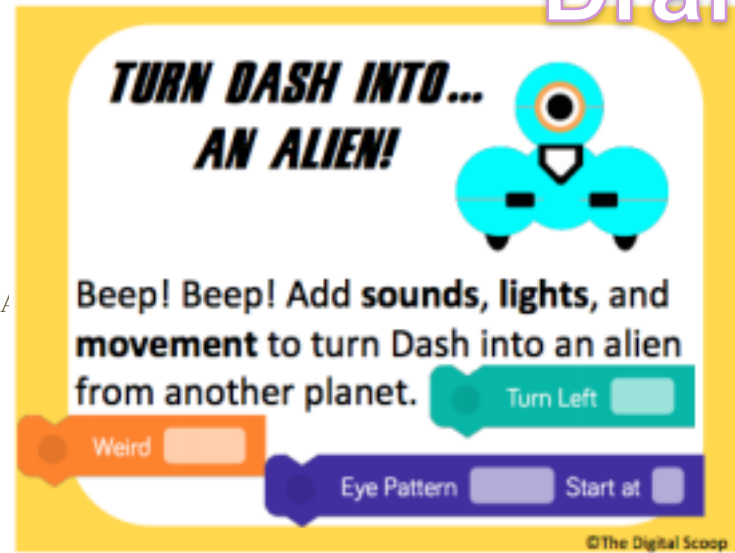 TURN DASH INTO...
AN ALIEN!
Beep! Beep! Add sounds, lights, and
movement to turn Dash into an alien
from another planet.
Turn Left
Weird
Eye Pattern Start at
©The Digital Scoop